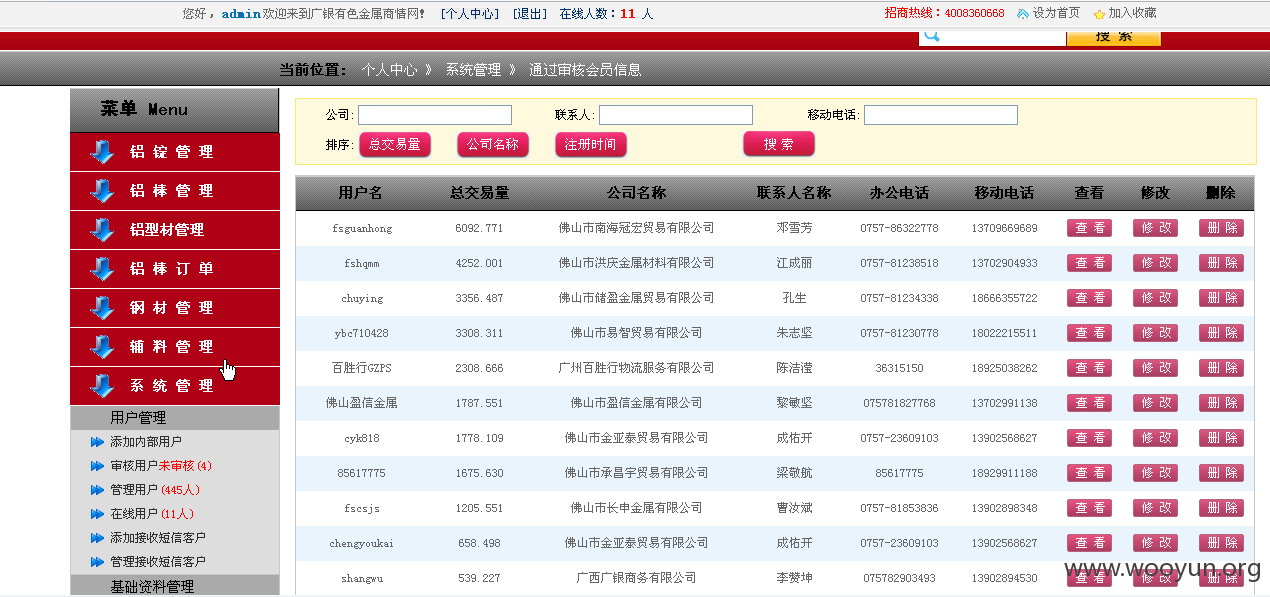 您好，admin欢迎来到广银有色金属商情网! [个人中心] [退出] 在线人数：11 人 招商热线：4008360668 设为首页 加入收藏
搜 索
当前位置： 个人中心 》 系统管理 》 通过审核会员信息
菜单 Menu
铝 锭 管 理
铝 棒 管 理
铝型材管理
铝 棒 订 单
钢 材 管 理
辅 料 管 理
系 统 管 理
用户管理
添加内部用户
审核用户未审核(4)
管理用户(445人)
在线用户(11人)
添加接收短信客户
管理接收短信客户
基础资料管理
公司: 联系人: 移动电话:
排序: 总交易量 公司名称 注册时间 搜 索
用户名 总交易量 公司名称 联系人名称 办公电话 移动电话 查看 修改 删除
fsguanhong 6092.771 佛山市南海冠宏贸易有限公司 邓雪芳 0757-86322778 13709669689 查 看 修 改 删 除
fshqmm 4252.001 佛山市洪庆金属材料有限公司 江成丽 0757-81238518 13702904933 查 看 修 改 删 除
chuying 3356.487 佛山市储盈金属贸易有限公司 孔生 0757-81234338 18666355722 查 看 修 改 删 除
ybc710428 3308.311 佛山市易智贸易有限公司 朱志坚 0757-81230778 18022215511 查 看 修 改 删 除
百胜行GZPS 2308.666 广州百胜行物流服务有限公司 陈洁滢 36315150 18925038262 查 看 修 改 删 除
佛山盈信金属 1787.551 佛山市盈信金属有限公司 黎敏坚 075781827768 13702991138 查 看 修 改 删 除
cyk818 1778.109 佛山市金亚泰贸易有限公司 成佑开 0757-23609103 13902568627 查 看 修 改 删 除
85617775 1675.630 佛山市承昌宇贸易有限公司 梁敬航 85617775 18929911188 查 看 修 改 删 除
fscsjs 1205.551 佛山市长申金属有限公司 曹汝斌 0757-81853836 13902898348 查 看 修 改 删 除
chengyoukai 658.498 佛山市金亚泰贸易有限公司 成佑开 0757-23609103 13902568627 查 看 修 改 删 除
shangwu 539.227 广西广银商务有限公司 李赞坤 075782903493 13902894530 查 看 修 改 删 除
www.wooyun.org